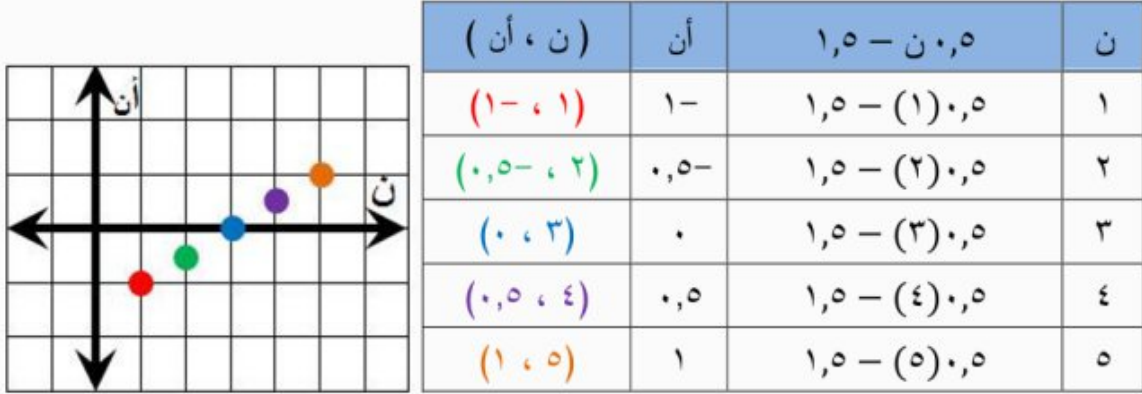 ن ٠,٥ ن – ١,٥ أن ( ن ، أن )
١ ٠,٥(١) – ١,٥ –١ (١ ، –١)
٢ ٠,٥(٢) – ١,٥ –٠,٥ (٢ ، –٠,٥)
٣ ٠,٥(٣) – ١,٥ ٠ (٣ ، ٠)
٤ ٠,٥(٤) – ١,٥ ٠,٥ (٤ ، ٠,٥)
٥ ٠,٥(٥) – ١,٥ ١ (٥ ، ١)
أن
ن